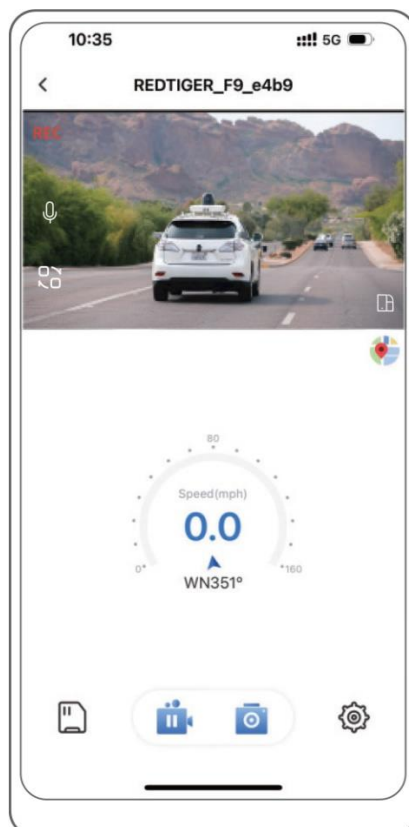 10:35
5G
REDTIGER_F9_e4b9
REC
80
Speed(mph)
0.0
0°
160
WN351°